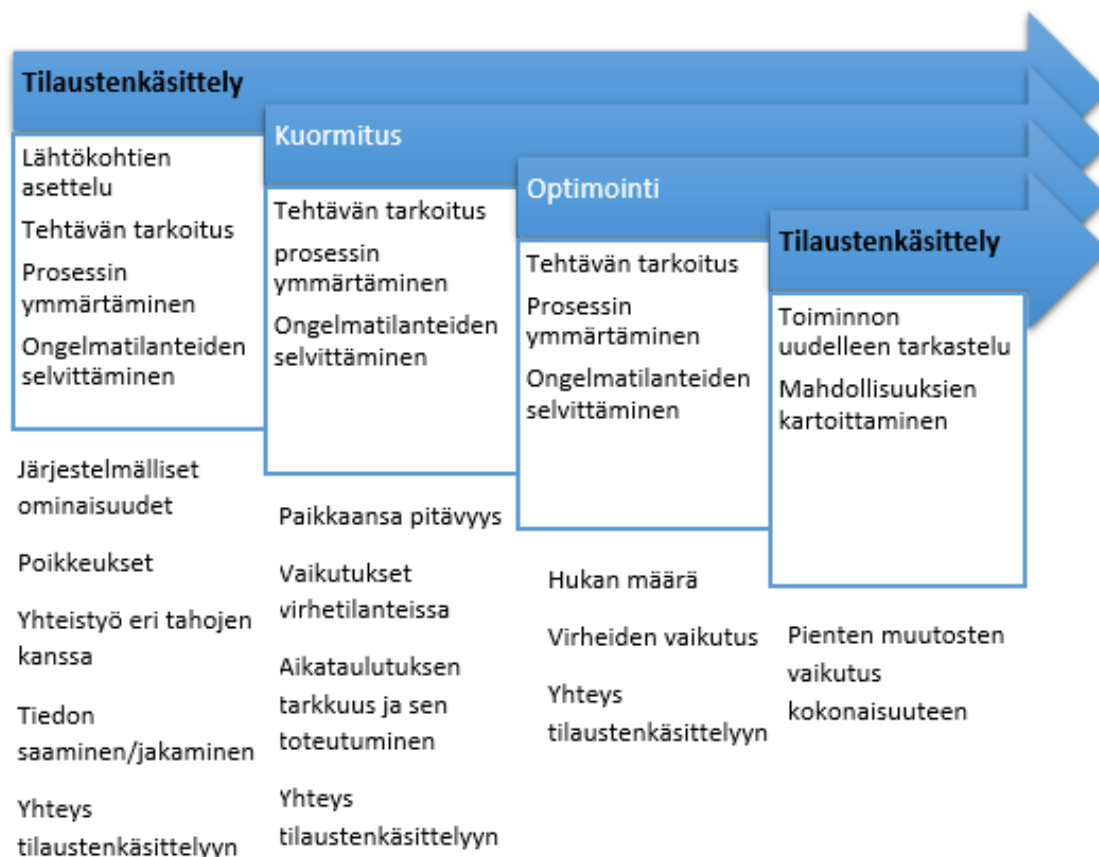 Tilaustenkäsittely
Lähtökohtien
asettelu
Tehtävän tarkoitus
Prosessin
ymmärtäminen
Ongelmatilanteiden
selvittäminen
Järjestelmälliset
ominaisuudet
Poikkeukset
Yhteistyö eri tahojen
kanssa
Tiedon
saaminen/jakaminen
Yhteys
tilaustenkäsittelyyn
Kuormitus
Tehtävän tarkoitus
prosessin
ymmärtäminen
Ongelmatilanteiden
selvittäminen
Paikkaansa pitävyys
Vaikutukset
virhetilanteissa
Aikataulutuksen
tarkkuus ja sen
toteutuminen
Yhteys
tilaustenkäsittelyyn
Optimointi
Tehtävän tarkoitus
Prosessin
ymmärtäminen
Ongelmatilanteiden
selvittäminen
Hukan määrä
Virheiden vaikutus
Yhteys
tilaustenkäsittelyyn
Tilaustenkäsittely
Toiminnon
uudelleen tarkastelu
Mahdollisuuksien
kartoittaminen
Pienten muutosten
vaikutus
kokonaisuuteen